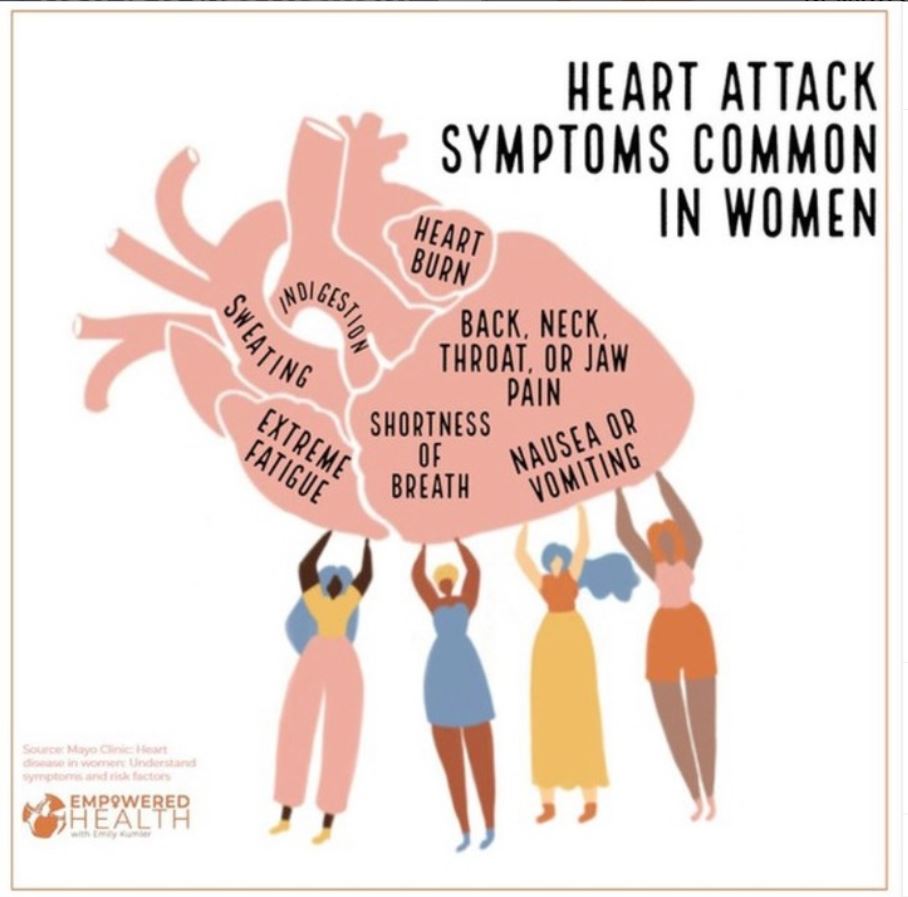 HEART ATTACK
SYMPTOMS COMMON
IN WOMEN
HEART
BURN
INDIGESTION
SWEATING
BACK, NECK,
THROAT, OR JAW
PAIN
EXTREME
FATIGUE
SHORTNESS
OF
BREATH
NAUSEA OR
VOMITING
Source: Mayo Clinic: Heart
disease in women: Understand
symptoms and risk factors
EMPOWERED
HEALTH
with Emily Kumler